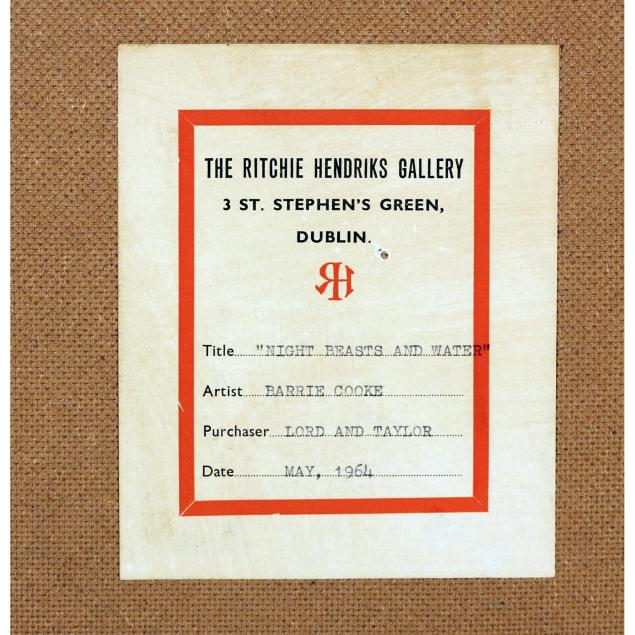 THE RITCHIE HENDRIKS GALLERY
3 ST. STEPHEN'S GREEN,
DUBLIN.
RH
Title "NIGHT BEASTS AND WATER"
Artist BARRIE COOKE
Purchaser LORD AND TAYLOR
Date MAY, 1964